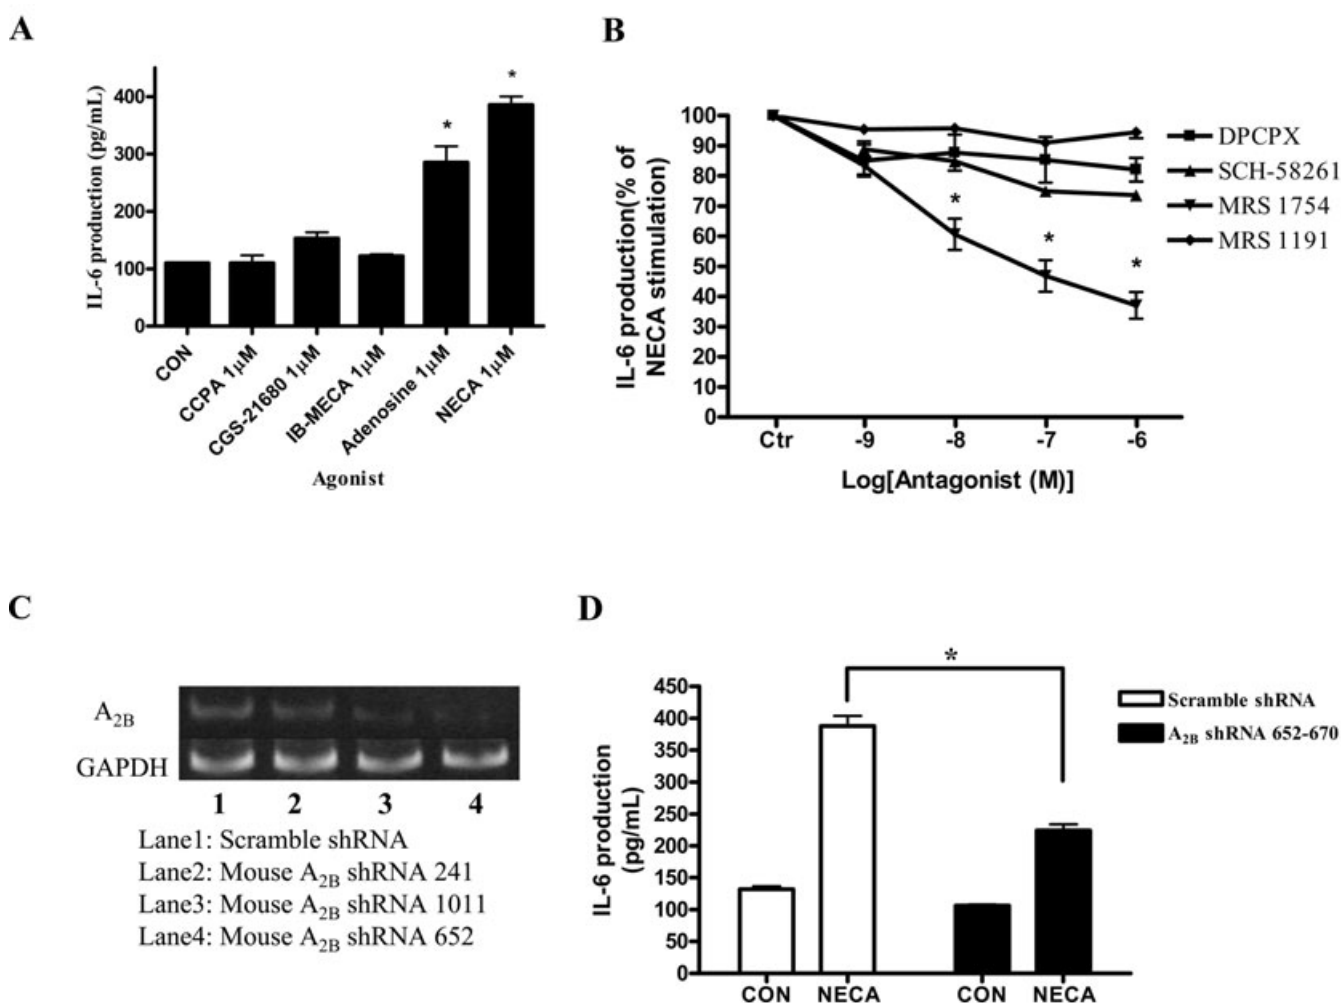 A
IL-6 production (pg/mL)
400
300
200
100
0
*
*
CON
CCPA 1μM
CGS-21680 1μM
IB-MECA 1μM
Adenosine 1μM
NECA 1μM
Agonist
B
IL-6 production(% of
NECA stimulation)
100
90
80
70
60
50
40
30
20
10
0
*
*
*
Ctr
-9
-8
-7
-6
Log[Antagonist (M)]
DPCPX
SCH-58261
MRS 1754
MRS 1191
C
A2B
GAPDH
1 2 3 4
Lane1: Scramble shRNA
Lane2: Mouse A2B shRNA 241
Lane3: Mouse A2B shRNA 1011
Lane4: Mouse A2B shRNA 652
D
IL-6 production
(pg/mL)
450
400
350
300
250
200
150
100
50
0
*
CON NECA CON NECA
Scramble shRNA
A2B shRNA 652-670